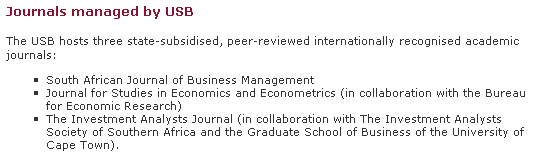 Journals managed by USB
The USB hosts three state-subsidised, peer-reviewed internationally recognised academic
journals:
South African Journal of Business Management
Journal for Studies in Economics and Econometrics (in collaboration with the Bureau
for Economic Research)
The Investment Analysts Journal (in collaboration with The Investment Analysts
Society of Southern Africa and the Graduate School of Business of the University of
Cape Town).